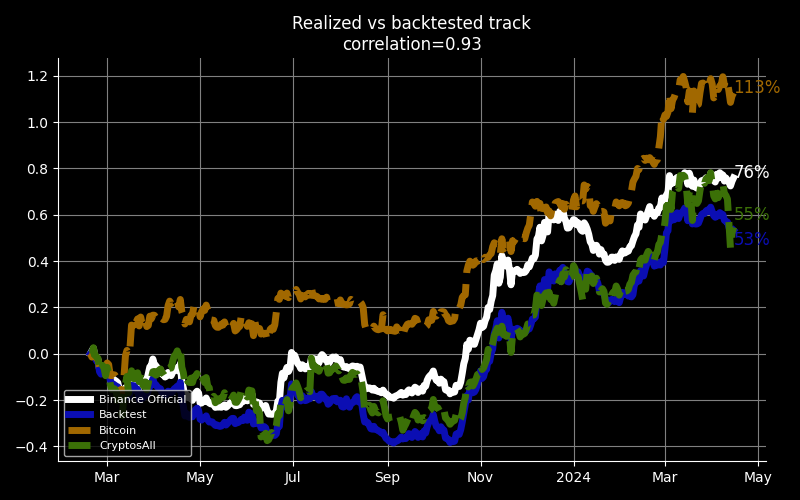 Realized vs backtested track
correlation=0.93
1.2
1.0
0.8
0.6
0.4
0.2
0.0
−0.2
−0.4
113%
76%
55%
53%
Binance Official
Backtest
Bitcoin
CryptosAll
Mar
May
Jul
Sep
Nov
2024
Mar
May